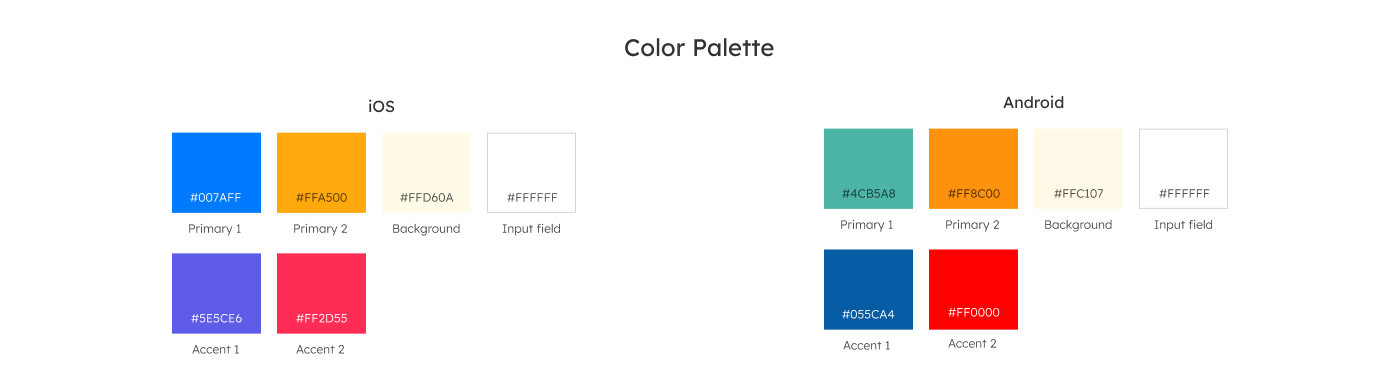 Color Palette
iOS
#007AFF #FFA500 #FFD60A #FFFFFF
Primary 1 Primary 2 Background Input field
#5E5CE6 #FF2D55
Accent 1 Accent 2
Android
#4CB5A8 #FF8C00 #FFC107 #FFFFFF
Primary 1 Primary 2 Background Input field
#055CA4 #FF0000
Accent 1 Accent 2